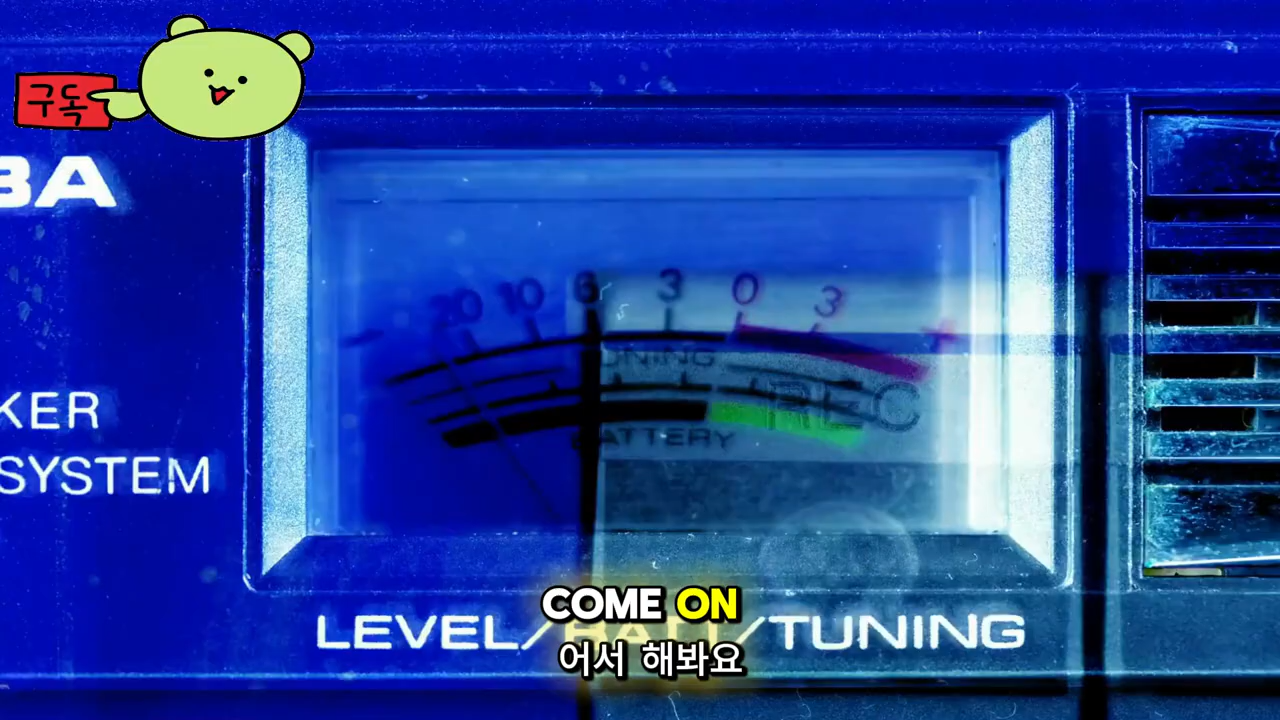 구독
BA
20 10 6 3 0 3 +
REC
BATTERY
KER
SYSTEM
COME ON
LEVEL/BATT/TUNING
어서 해봐요